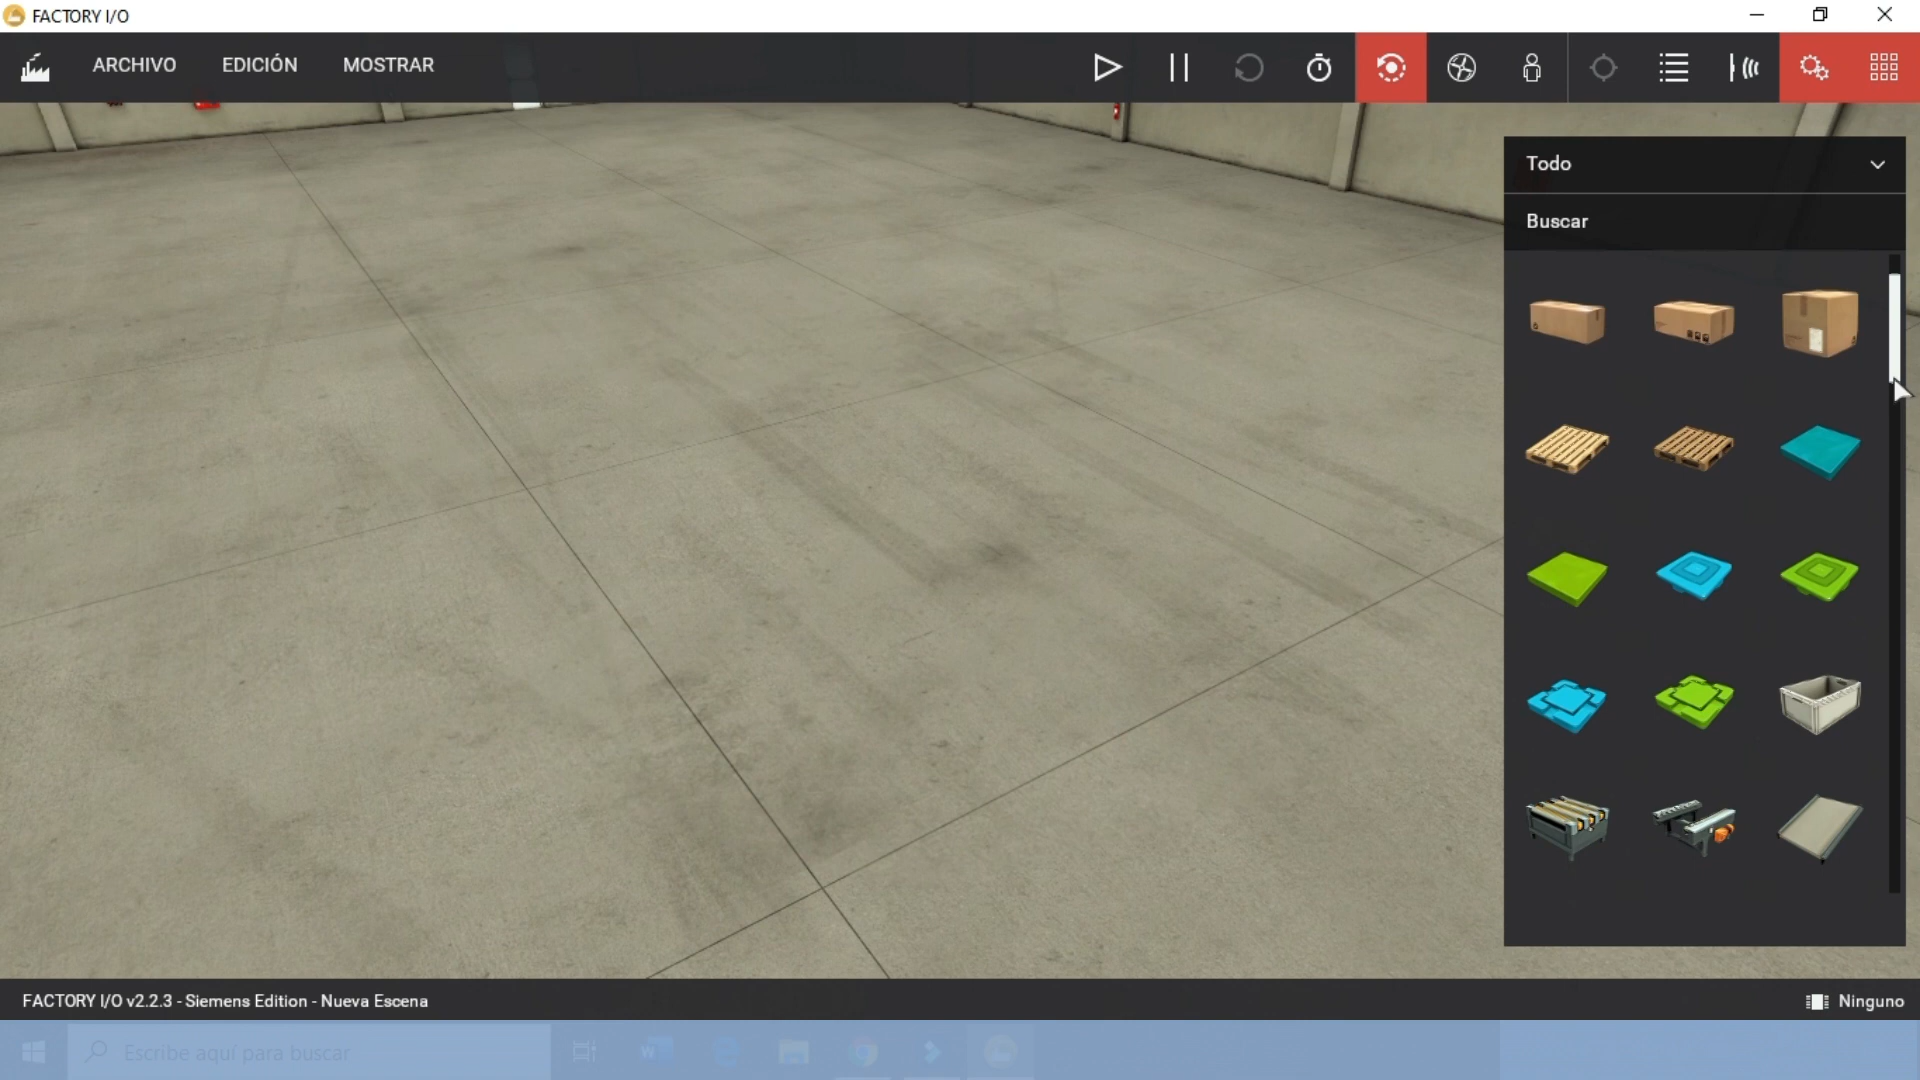 FACTORY I/O
ARCHIVO EDICIÓN MOSTRAR
Todo
Buscar
FACTORY I/O v2.2.3 - Siemens Edition - Nueva Escena
Ninguno
Escribe aquí para buscar